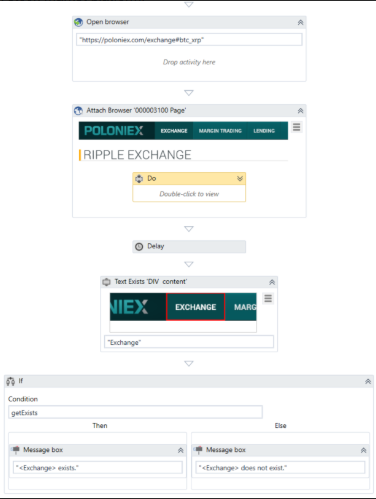 Open browser
"https://poloniex.com/exchange#btc_xrp"
Drop activity here
Attach Browser '000003100 Page'
POLONIEX EXCHANGE MARGIN TRADING LENDING
RIPPLE EXCHANGE
Do
Double-click to view
Delay
Text Exists 'DIV content'
NIEX EXCHANGE MARG
"Exchange"
If
Condition
getExists
Then Else
Message box Message box
"<Exchange> exists." "<Exchange> does not exist."